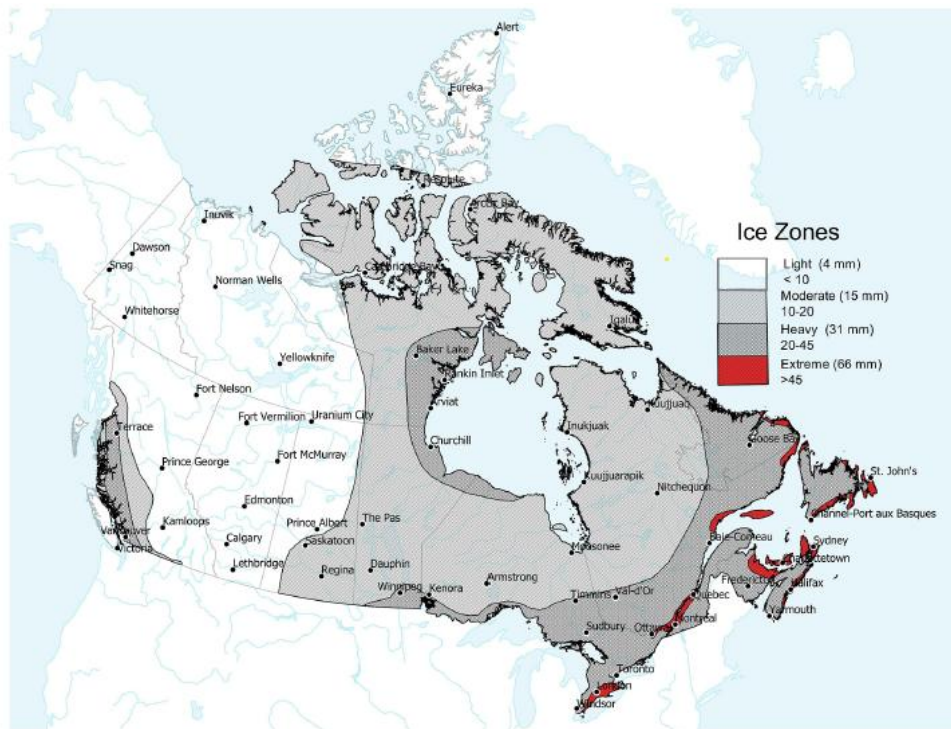 Alert
Eureka
Resolute
Arctic Bay
Inuvik
Ice Zones
Dawson
Light (4 mm)
< 10
Snag
Cambridge Bay
Norman Wells
Moderate (15 mm)
10-20
Whitehorse
Iqaluit
Heavy (31 mm)
20-45
Baker Lake
Yellowknife
Extreme (66 mm)
>45
Rankin Inlet
Fort Nelson
Arviat
Kuujjuaq
Fort Vermilion
Uranium City
Terrace
Inukjuak
Churchill
Goose Bay
Fort McMurray
Prince George
St. John's
Kuujjuarapik
Nitchequon
Edmonton
Channel-Port aux Basques
Prince Albert
The Pas
Kamloops
Vancouver
Calgary
Saskatoon
Baie-Comeau
Sydney
Victoria
Moosonee
Charlottetown
Lethbridge
Regina
Dauphin
Armstrong
Fredericton
Halifax
Winnipeg
Kenora
Timmins
Val-d'Or
Quebec
Yarmouth
Sudbury
Ottawa
Montréal
Toronto
London
Windsor